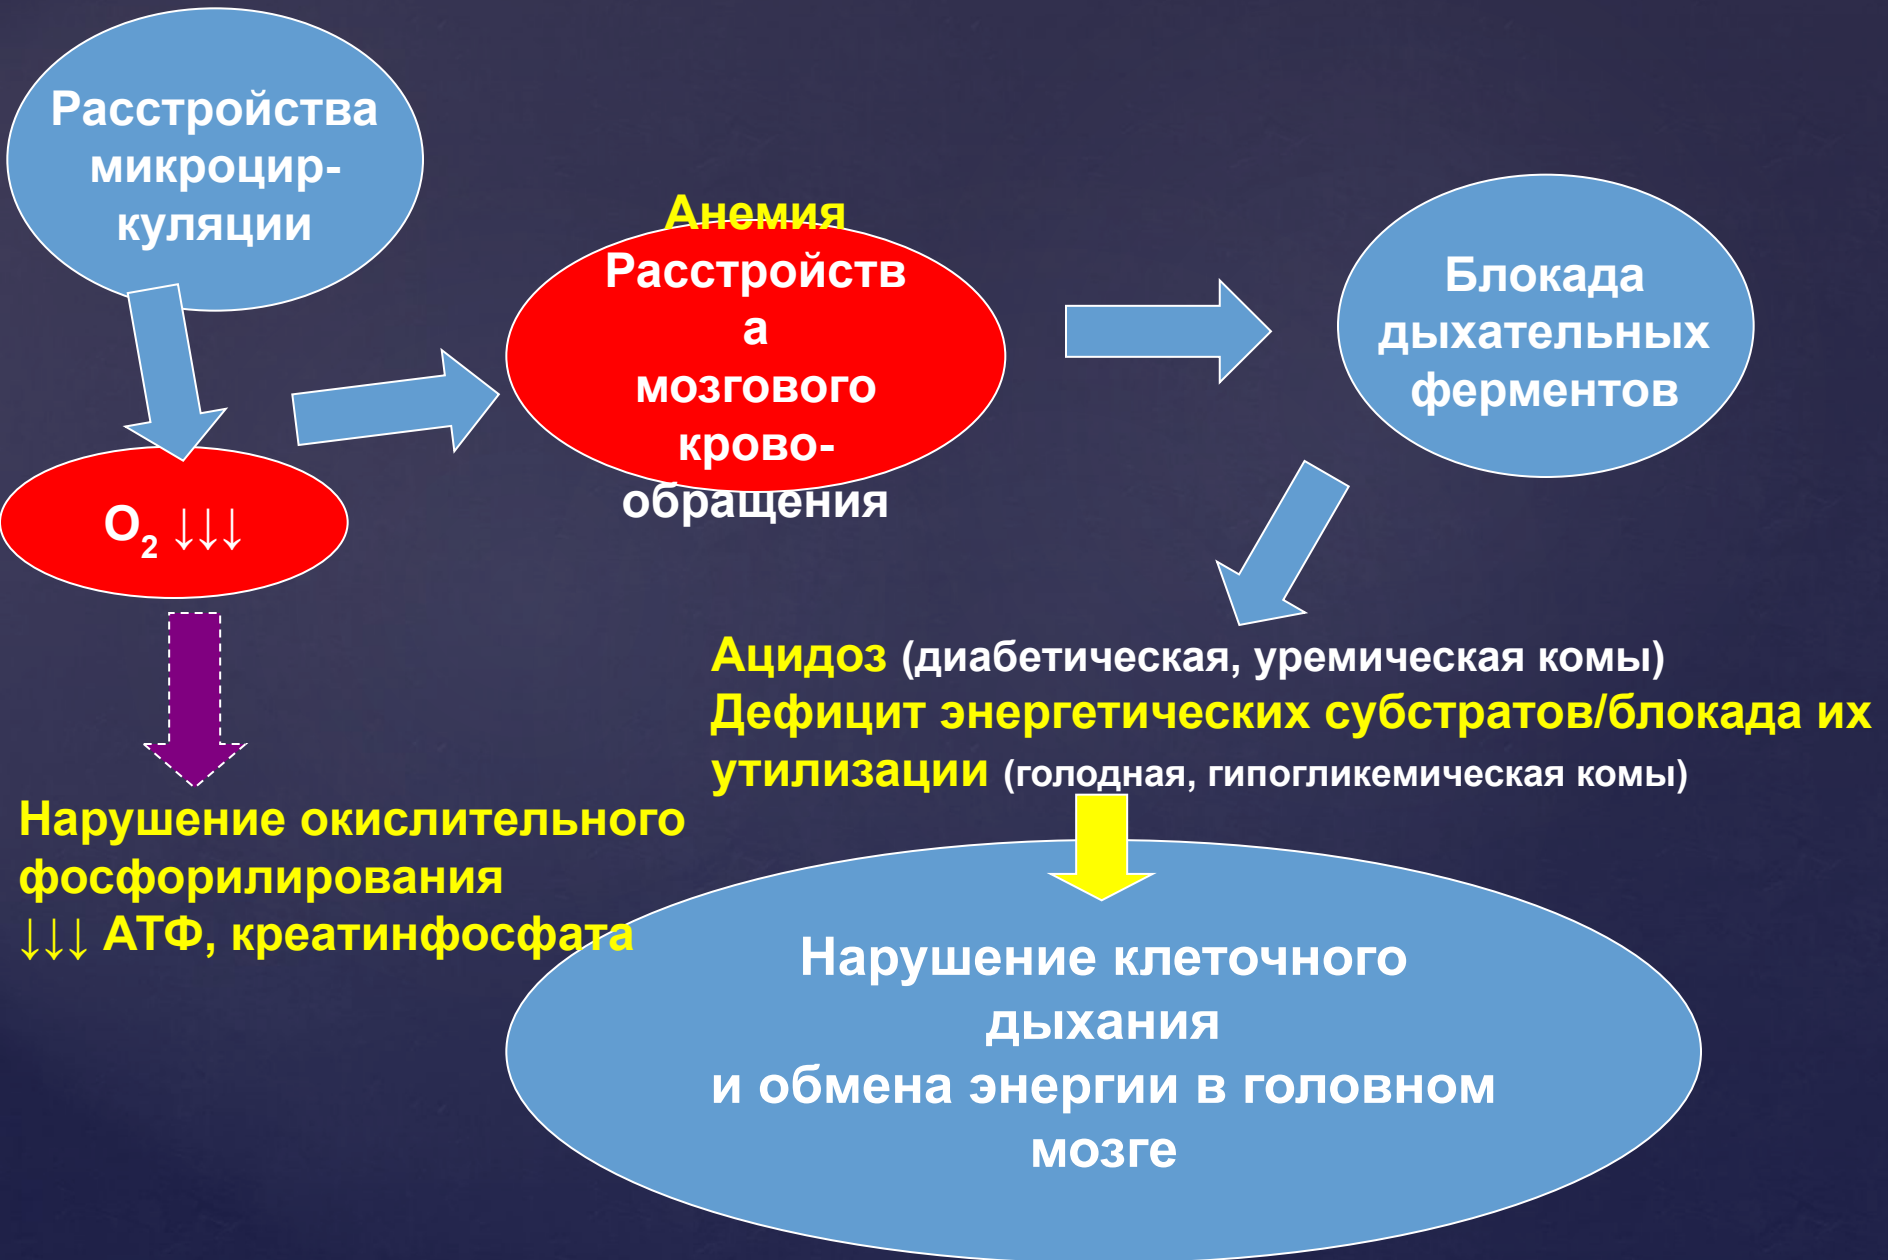 Расстройства
микроцир-
куляции
Анемия
Расстройств
а
мозгового
крово-
обращения
Блокада
дыхательных
ферментов
O₂ ↓↓↓
Ацидоз (диабетическая, уремическая комы)
Дефицит энергетических субстратов/блокада их
утилизации (голодная, гипогликемическая комы)
Нарушение окислительного
фосфорилирования
↓↓↓ АТФ, креатинфосфата
Нарушение клеточного
дыхания
и обмена энергии в головном
мозге